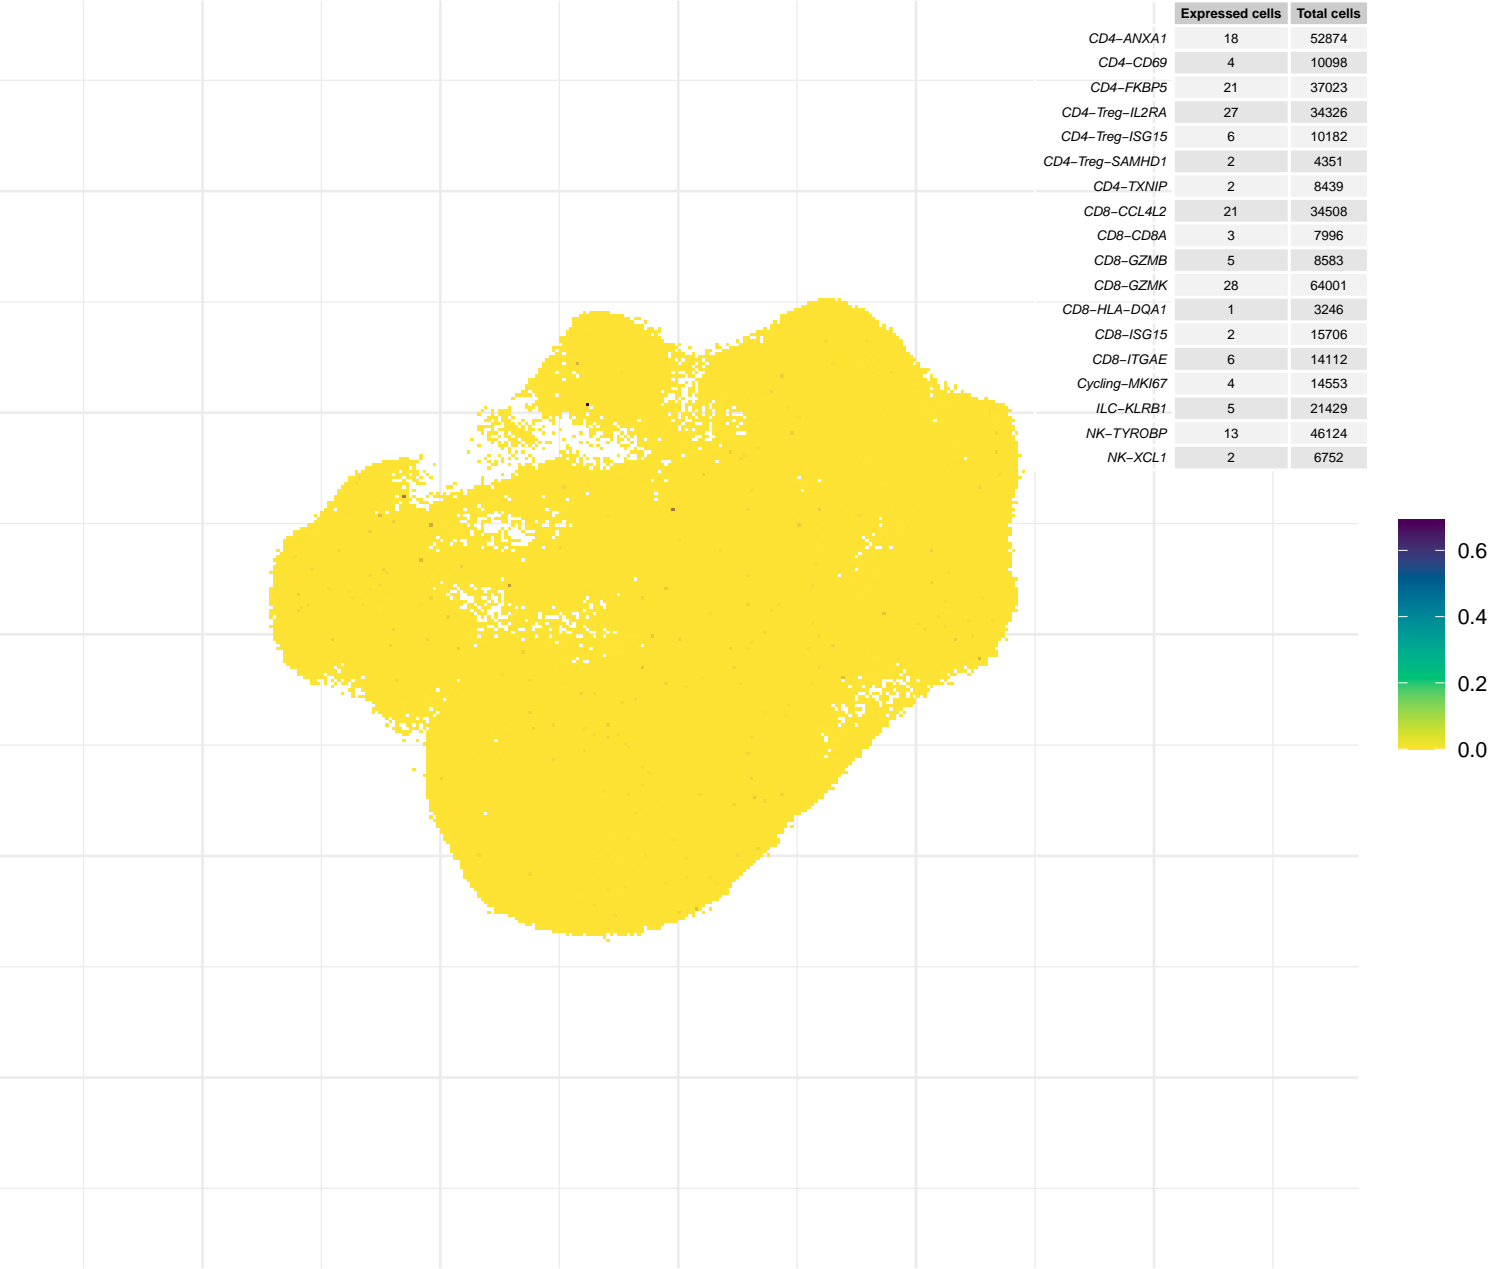 Expressed cells Total cells
CD4−ANXA1 18 52874
CD4−CD69 4 10098
CD4−FKBP5 21 37023
CD4−Treg−IL2RA 27 34326
CD4−Treg−ISG15 6 10182
CD4−Treg−SAMHD1 2 4351
CD4−TXNIP 2 8439
CD8−CCL4L2 21 34508
CD8−CD8A 3 7996
CD8−GZMB 5 8583
CD8−GZMK 28 64001
CD8−HLA−DQA1 1 3246
CD8−ISG15 2 15706
CD8−ITGAE 6 14112
Cycling−MKI67 4 14553
ILC−KLRB1 5 21429
NK−TYROBP 13 46124
NK−XCL1 2 6752
0.6
0.4
0.2
0.0